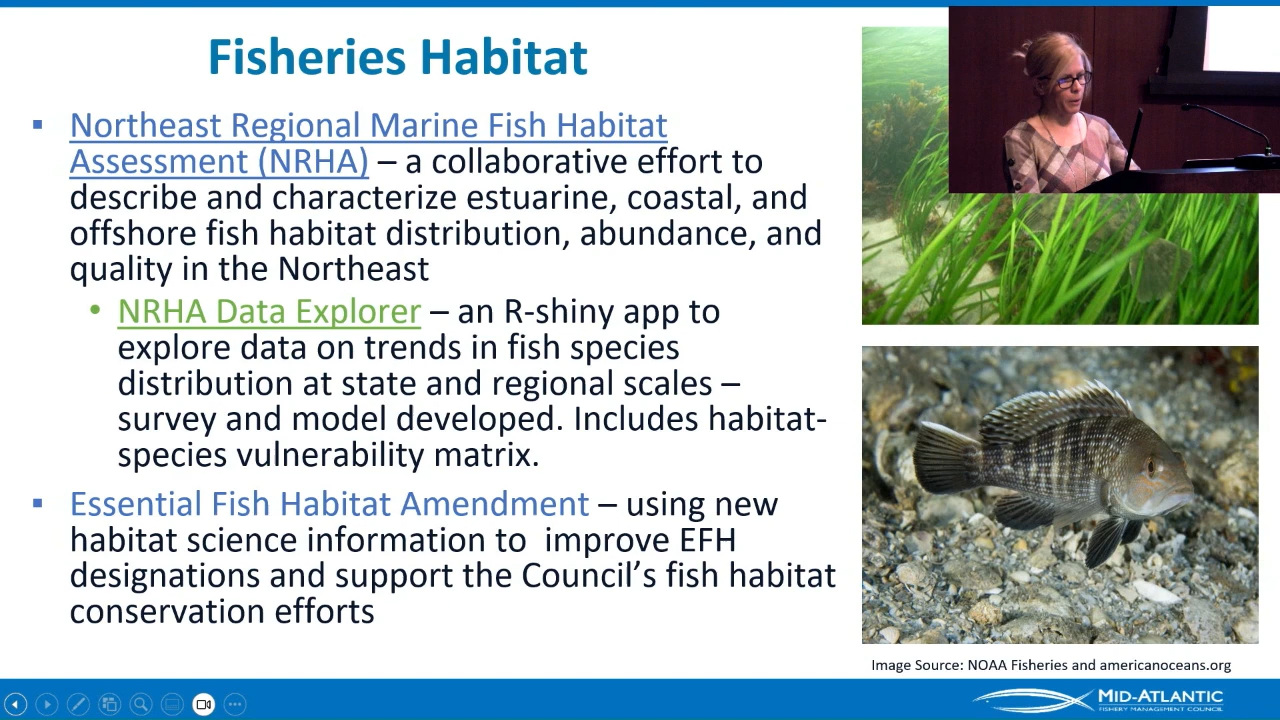 Fisheries Habitat
▪ Northeast Regional Marine Fish Habitat
Assessment (NRHA) – a collaborative effort to
describe and characterize estuarine, coastal, and
offshore fish habitat distribution, abundance, and
quality in the Northeast
• NRHA Data Explorer – an R-shiny app to
explore data on trends in fish species
distribution at state and regional scales –
survey and model developed. Includes habitat-
species vulnerability matrix.
▪ Essential Fish Habitat Amendment – using new
habitat science information to  improve EFH
designations and support the Council's fish habitat
conservation efforts
Image Source: NOAA Fisheries and americanoceans.org
MID-ATLANTIC
FISHERY MANAGEMENT COUNCIL